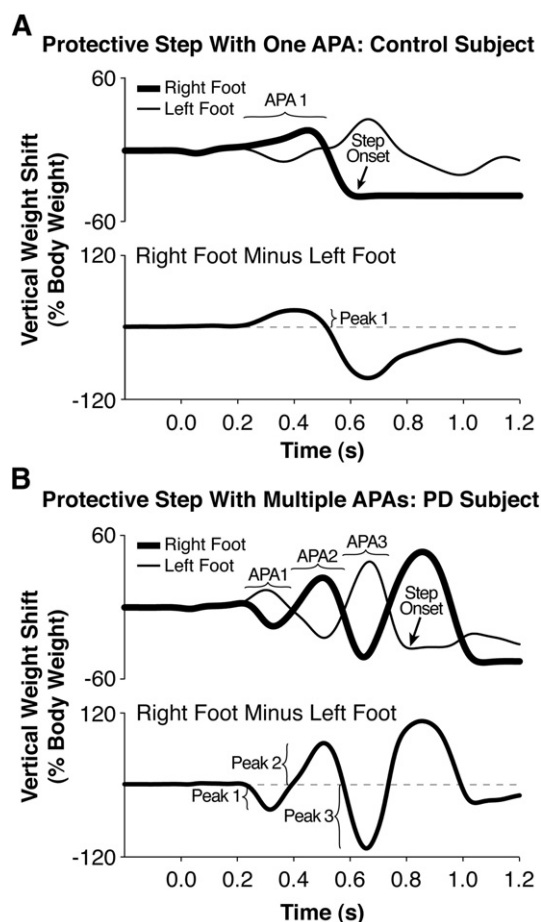 A
Protective Step With One APA: Control Subject
60
Right Foot
Left Foot
APA 1
Step
Onset
-60
Vertical Weight Shift
(% Body Weight)
120
Right Foot Minus Left Foot
Peak 1
-120
0.0 0.2 0.4 0.6 0.8 1.0 1.2
Time (s)
B
Protective Step With Multiple APAs: PD Subject
60
Right Foot
Left Foot
APA1
APA2
APA3
Step
Onset
-60
Vertical Weight Shift
(% Body Weight)
120
Right Foot Minus Left Foot
Peak 2
Peak 1
Peak 3
-120
0.0 0.2 0.4 0.6 0.8 1.0 1.2
Time (s)